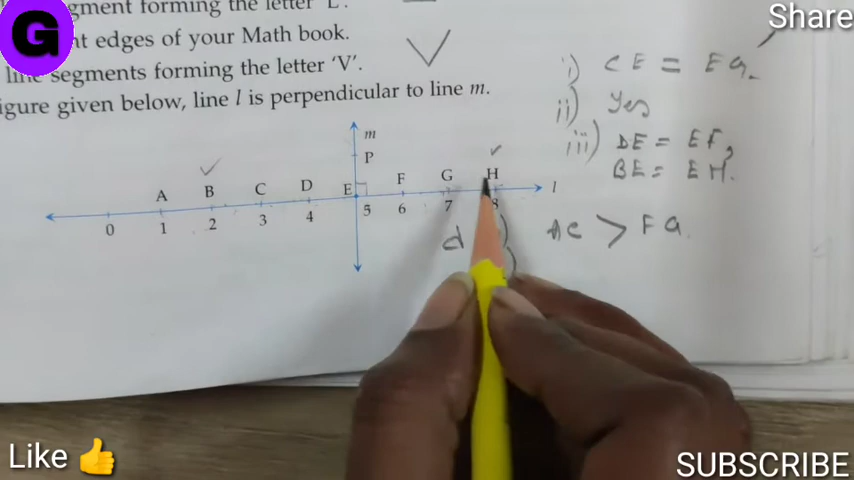 Share
gment forming the letter 'L'.
nt edges of your Math book.
line segments forming the letter 'V'.
igure given below, line l is perpendicular to line m.
i) CE = EG.
ii) Yes
iii) DE = EF,
BE = EH.
m
P
A B C D E F G H l
0 1 2 3 4 5 6 7 8
d
AC > FG.
G
Like 👍
SUBSCRIBE